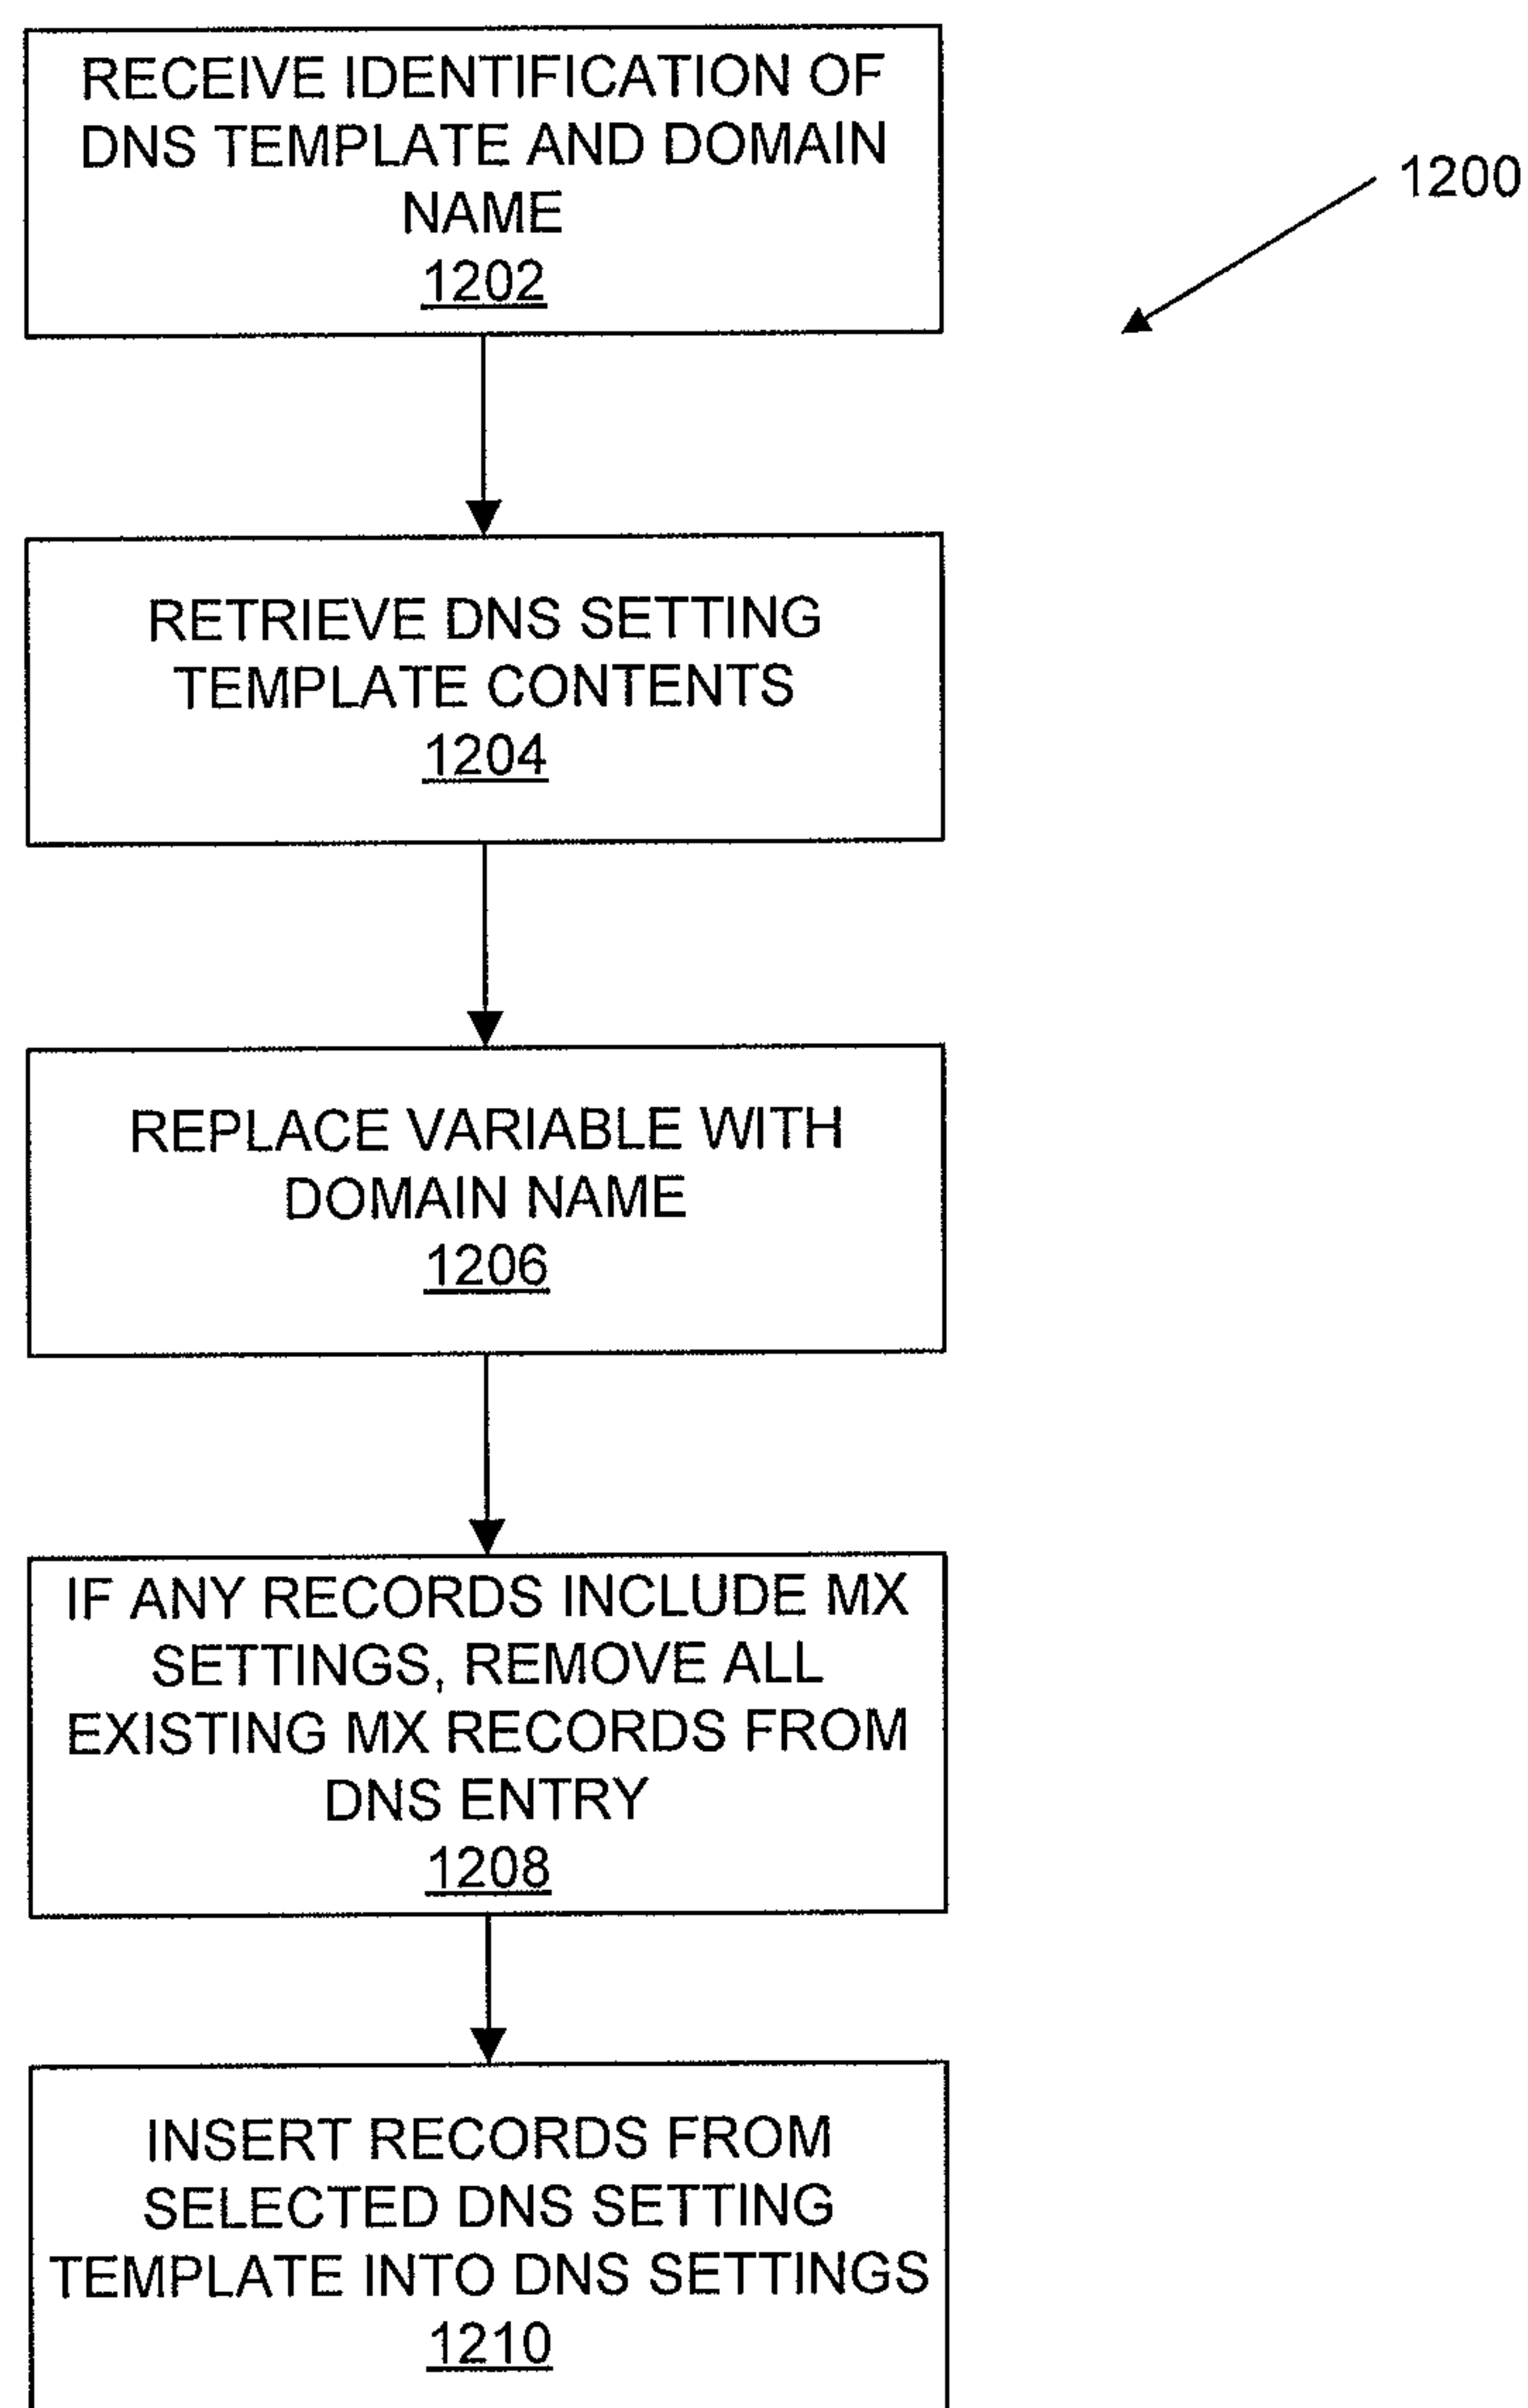 RECEIVE IDENTIFICATION OF
DNS TEMPLATE AND DOMAIN
NAME
1202
1200
RETRIEVE DNS SETTING
TEMPLATE CONTENTS
1204
REPLACE VARIABLE WITH
DOMAIN NAME
1206
IF ANY RECORDS INCLUDE MX
SETTINGS, REMOVE ALL
EXISTING MX RECORDS FROM
DNS ENTRY
1208
INSERT RECORDS FROM
SELECTED DNS SETTING
TEMPLATE INTO DNS SETTINGS
1210